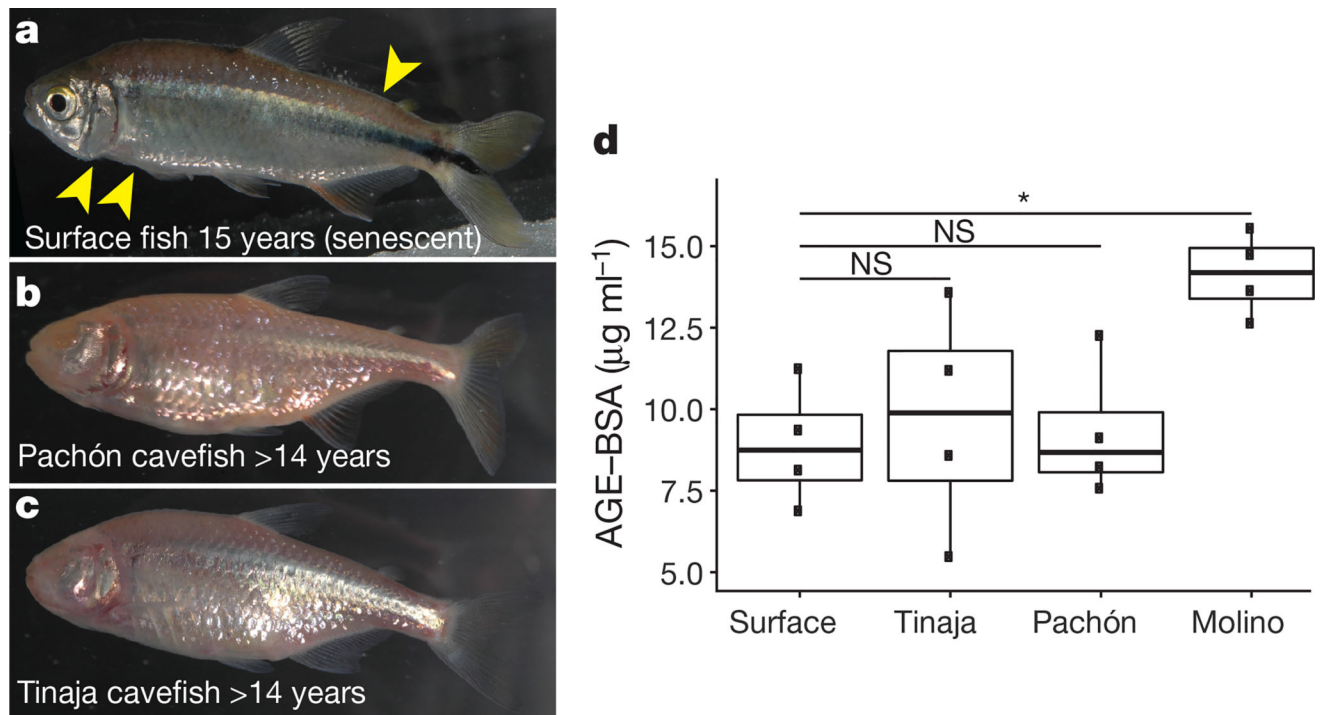 a
Surface fish 15 years (senescent)
b
Pachón cavefish >14 years
c
Tinaja cavefish >14 years
d
AGE–BSA (μg ml⁻¹)
15.0
12.5
10.0
7.5
5.0
*
NS
NS
Surface
Tinaja
Pachón
Molino